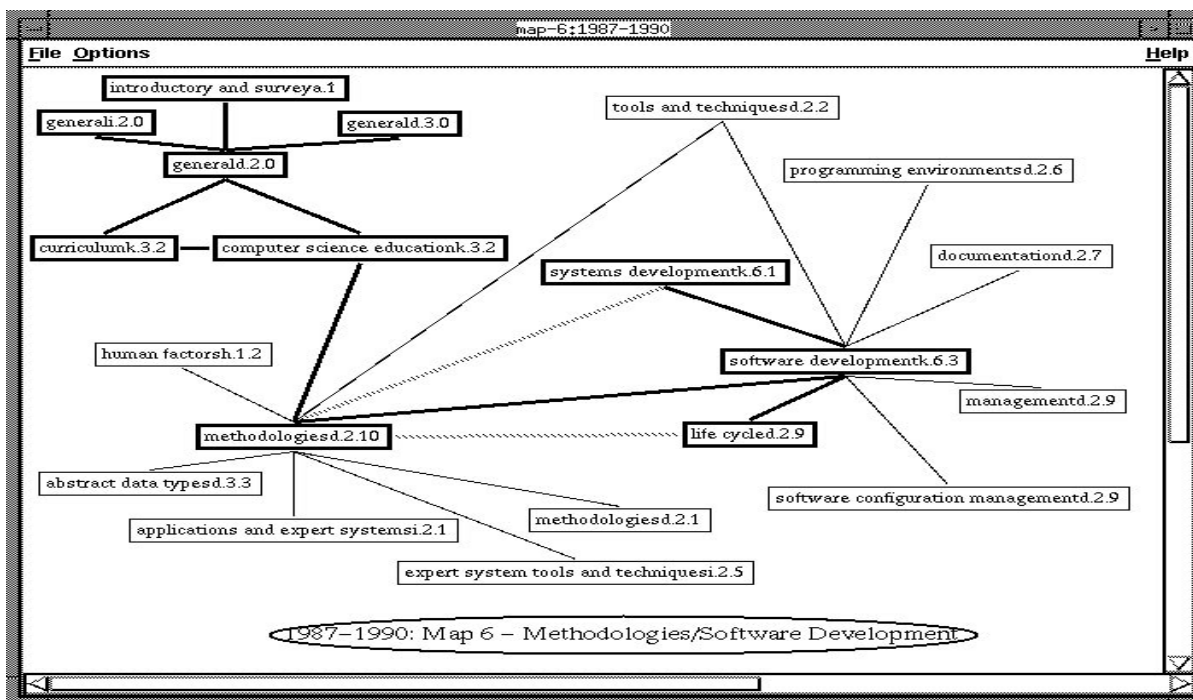 map-6:1987-1990
File Options
Help
introductory and surveya.1
tools and techniquesd.2.2
generali.2.0
generald.3.0
generald.2.0
programming environmentsd.2.6
curriculumk.3.2
computer science educationk.3.2
documentationd.2.7
systems developmentk.6.1
human factorsh.1.2
software developmentk.6.3
managementd.2.9
methodologiesd.2.10
life cycled.2.9
abstract data typesd.3.3
software configuration managementd.2.9
methodologiesd.2.1
applications and expert systemsi.2.1
expert system tools and techniquesi.2.5
1987-1990: Map 6 - Methodologies/Software Development